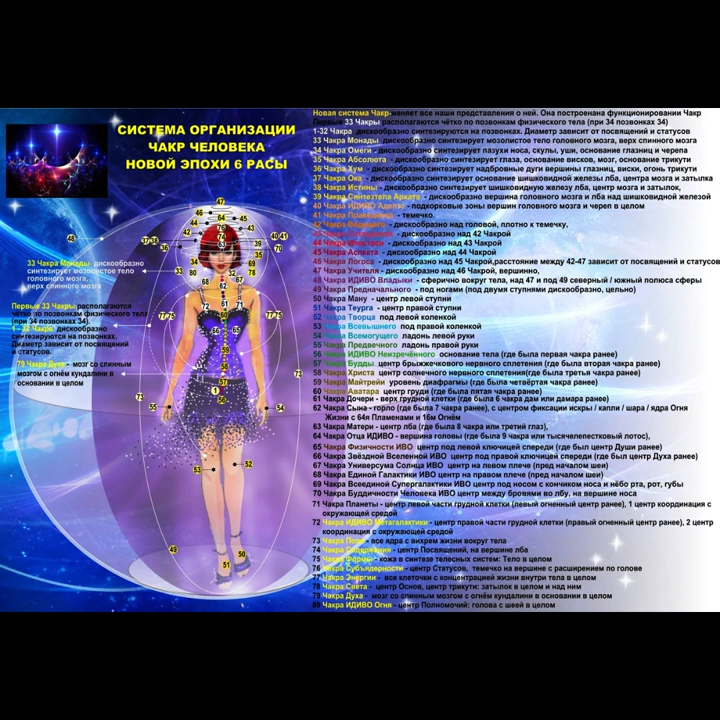 СИСТЕМА ОРГАНИЗАЦИИ
ЧАКР ЧЕЛОВЕКА
НОВОЙ ЭПОХИ 6 РАСЫ
33 Чакра Монады дискообразно
синтезирует мозолистое тело
головного мозга,
верх спинного мозга
Первые 33 Чакры располагаются
чётко по позвонкам физического тела
(при 34 позвонках 34).
1 - 32 Чакра дискообразно
синтезируются на позвонках.
Диаметр зависит от посвящений
и статусов.
79 Чакра Духа - мозг со спинным
мозгом с огнём кундалини в
основании в целом
Новая система Чакр-меняет все наши представления о ней. Она построена функционировании Чакр
Первые 33 Чакры располагаются чётко по позвонкам физического тела (при 34 позвонках 34)
1-32 Чакра дискообразно синтезируются на позвонках. Диаметр зависит от посвящений и статусов
33 Чакра Монады дискообразно синтезирует мозолистое тело головного мозга, верх спинного мозга
34 Чакра Омеги - дискообразно синтезирует пазухи носа, скулы, уши, основание глазниц и черепа
35 Чакра Абсолюта - дискообразно синтезирует глаза, основание висков, мозг, основание трикути
36 Чакра Хум - дискообразно синтезирует надбровные дуги вершины глазниц, виски, огонь трикути
37 Чакра Ока - дискообразно синтезирует основание шишковидной железы лба, центра мозга и затылка
38 Чакра Истины - дискообразно синтезирует шишковидную железу лба, центр мозга и затылок,
39 Чакра Синтезтела Архата - дискообразно вершина головного мозга и лба над шишковидной железой
40 Чакра ИДИВО Адепта - подкорковые зоны вершин головного мозга и череп в целом
41 Чакра - темечко.
42 Чакра - дискообразно над головой, плотно к темечку,
43 Чакра - дискообразно над 42 Чакрой
44 Чакра Ипостаси - дискообразно над 43 Чакрой
45 Чакра Аспекта - дискообразно над 44 Чакрой
46 Чакра Логоса - дискообразно над 45 Чакрой,расстояние между 42-47 зависит от посвящений и статусов
47 Чакра Учителя - дискообразно над 46 Чакрой, вершинно,
48 Чакра ИДИВО Владыки - сферично вокруг тела, над 47 и под 49 северный / южный полюса сферы
49 Чакра Предначального - под ногами (под двумя ступнями дискообразно, цельно)
50 Чакра Ману - центр левой ступни
51 Чакра Теурга - центр правой ступни
52 Чакра Творца под левой коленкой
53 Чакра Всевышнего под правой коленкой
54 Чакра Всемогущего ладонь левой руки
55 Чакра Предвечного ладонь правой руки
56 Чакра ИДИВО Неизречённого основание тела (где была первая чакра ранее)
57 Чакра Будды центр брыжжечкового нервного сплетения (где была вторая чакра ранее)
58 Чакра Христа центр солнечного нервного сплетения(где была третья чакра ранее)
59 Чакра Майтрейи уровень диафрагмы (где была четвёртая чакра ранее)
60 Чакра Аватара центр груди (где была пятая чакра ранее)
61 Чакра Дочери - верх грудной клетки (где была 6 чакра дам или дамара ранее)
62 Чакра Сына - горло (где была 7 чакра ранее), с центром фиксации искры / капли / шара / ядра Огня
Жизни с 64я Пламенами и 16м Огнём
63 Чакра Матери - центр лба (где была 8 чакра или третий глаз),
64 Чакра Отца ИДИВО - вершина головы (где была 9 чакра или тысячелепестковый лотос),
65 Чакра Физичности ИВО центр под левой ключицей спереди (где был центр Души ранее)
66 Чакра Звёздной Вселенной ИВО центр под правой ключицей спереди (где был центр Духа ранее)
67 Чакра Универсума Солнца ИВО центр на левом плече (пред началом шеи)
68 Чакра Единой Галактики ИВО центр на правом плече (пред началом шеи)
69 Чакра Всеединой Супергалактики ИВО центр под носом с кончиком носа и нёбо рта, рот, губы
70 Чакра Буддичности Человека ИВО центр между бровями во лбу, на вершине носа
71 Чакра Планеты - центр левой части грудной клетки (левый огненный центр ранее), 1 центр координация с
окружающей средой
72 Чакра ИДИВО Метагалактики - центр правой части грудной клетки (правый огненный центр ранее), 2 центр
координация с окружающей средой
73 Чакра - все ядра с вихрем жизни вокруг тела
74 Чакра - центр Посвящений, на вершине лба
75 Чакра Формы - кожа в синтезе телесных систем: Тело в целом
76 Чакра Субъядерности - центр Статусов, темечко на вершине с расширением по голове
77 Чакра Энергии - все клеточки с концентрацией жизни внутри тела в целом
78 Чакра Света - центр Основ, центр трикути: затылок в целом и над ним
79 Чакра Духа - мозг со спинным мозгом с огнём кундалини в основании в целом
80 Чакра ИДИВО Огня - центр Полномочий: голова с шеей в целом